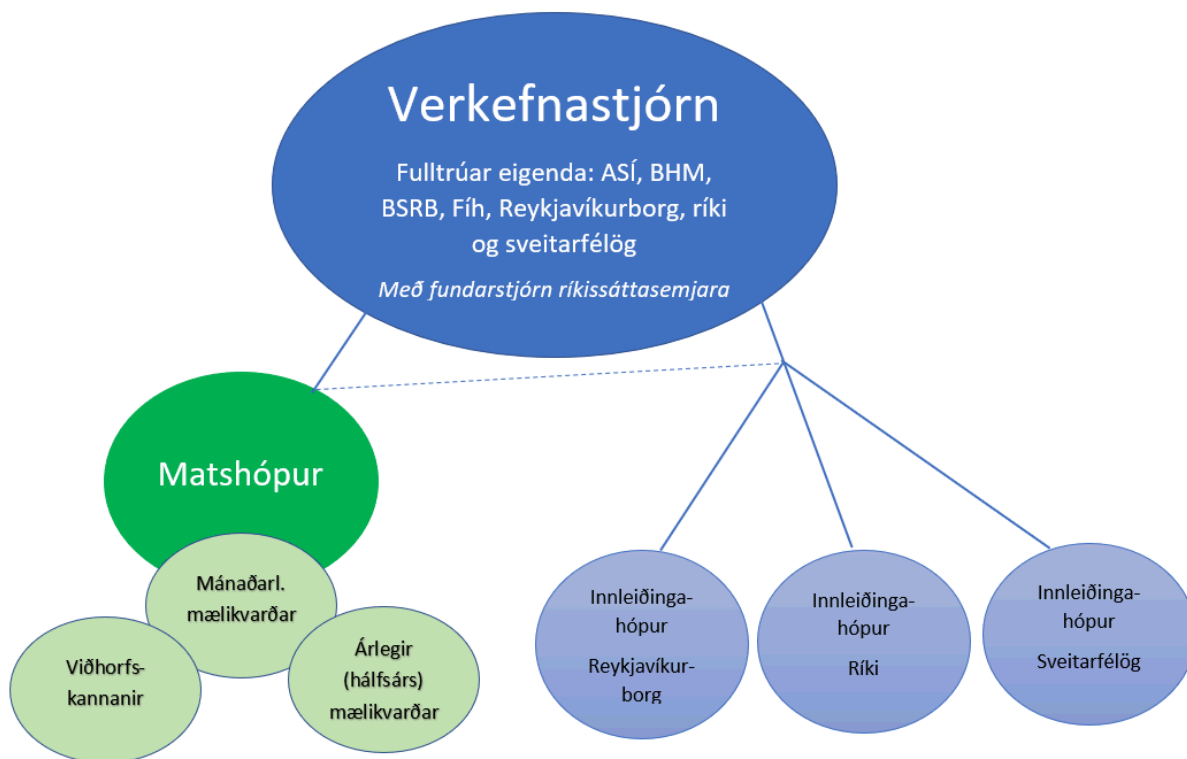 Verkefnastjórn
Fulltrúar eigenda: ASÍ, BHM,
BSRB, Fíh, Reykjavíkurborg, ríki
og sveitarfélög
Með fundarstjórn ríkissáttasemjara
Matshópur
Mánaðarl.
mælikvarðar
Viðhorfs-
kannanir
Árlegir
(hálfsárs)
mælikvarðar
Innleiðinga-
hópur
Reykjavíkur-
borg
Innleiðinga-
hópur
Ríki
Innleiðinga-
hópur
Sveitarfélög